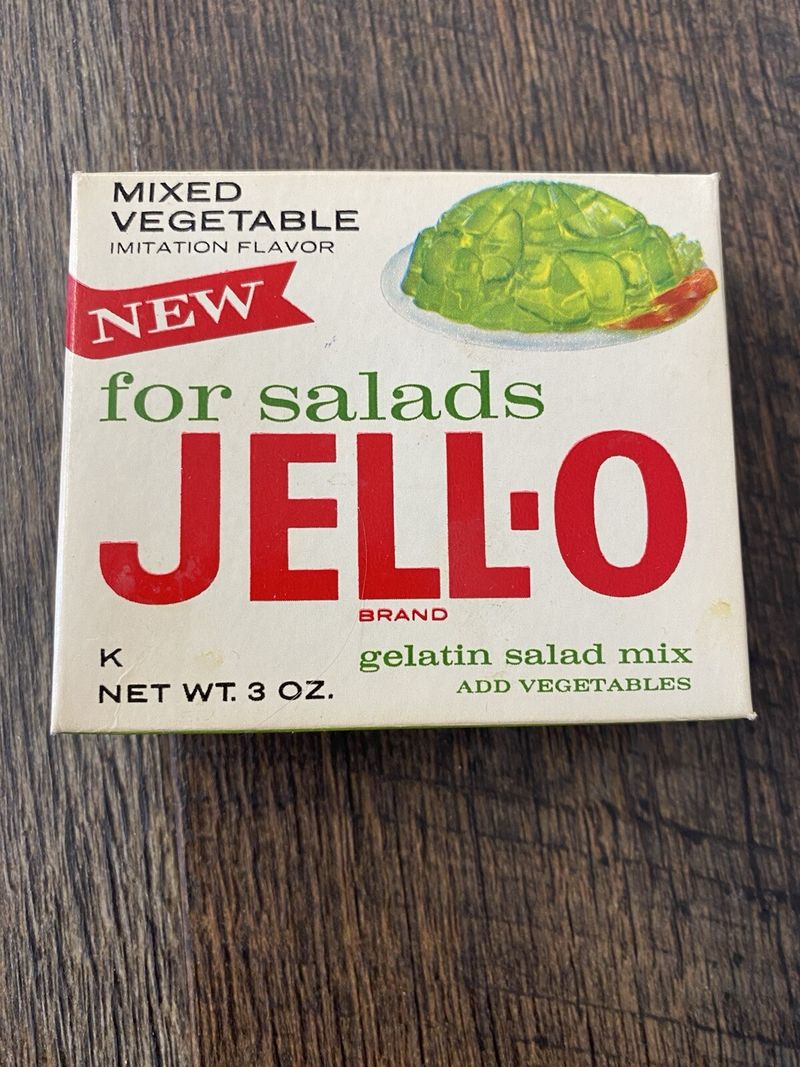 MIXED
VEGETABLE
IMITATION FLAVOR
NEW
for salads
JELL-O
BRAND
K
gelatin salad mix
NET WT. 3 OZ.
ADD VEGETABLES